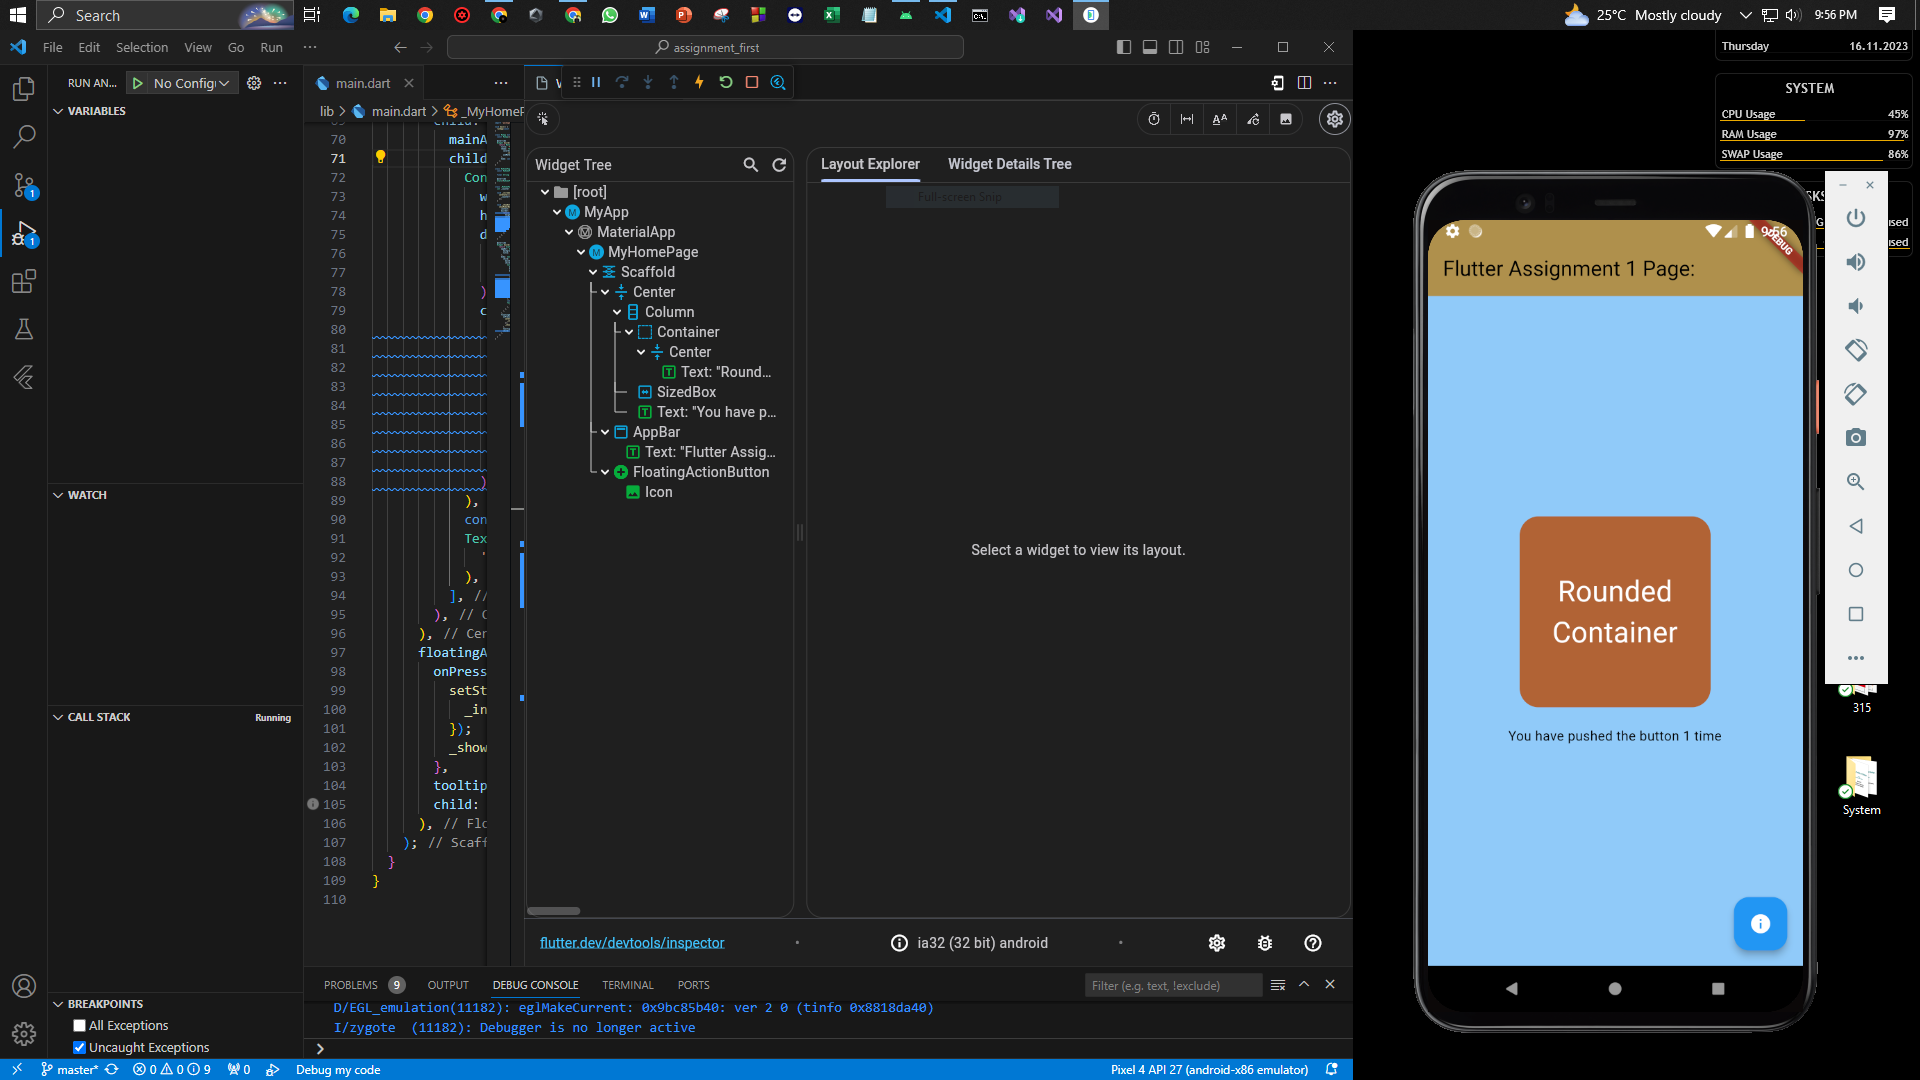 Search
25°C Mostly cloudy
9:56 PM
File Edit Selection View Go Run ···
assignment_first
Thursday 16.11.2023
SYSTEM
CPU Usage 45%
RAM Usage 97%
SWAP Usage 86%
RUN AN...
No Config
main.dart
lib > main.dart > _MyHomeP
VARIABLES
WATCH
CALL STACK
Running
BREAKPOINTS
All Exceptions
Uncaught Exceptions
70 mainA
71 child
72 Con
73 w
74 h
75 d
76
77
78 )
79 c
80
81
82
83
84
85
86
87
88 )
89 ),
90 con
91 Tex
92 '
93 ),
94 ], //
95 ), // C
96 ), // Cer
97 floatingA
98 onPress
99 setSt
100 _in
101 });
102 _show
103 },
104 tooltip
105 child:
106 ), // Flo
107 ); // Scaff
108 }
109 }
110
Widget Tree
[root]
MyApp
MaterialApp
MyHomePage
Scaffold
Center
Column
Container
Center
Text: "Round...
SizedBox
Text: "You have p...
AppBar
Text: "Flutter Assig...
FloatingActionButton
Icon
Layout Explorer
Widget Details Tree
Full-screen Snip
Select a widget to view its layout.
flutter.dev/devtools/inspector
ia32 (32 bit) android
PROBLEMS 9 OUTPUT DEBUG CONSOLE TERMINAL PORTS
Filter (e.g. text, !exclude)
D/EGL_emulation(11182): eglMakeCurrent: 0x9bc85b40: ver 2 0 (tinfo 0x8818da40)
I/zygote (11182): Debugger is no longer active
master* 0 0 9 0 Debug my code
Pixel 4 API 27 (android-x86 emulator)
9:56
DEBUG
Flutter Assignment 1 Page:
Rounded
Container
You have pushed the button 1 time
315
System